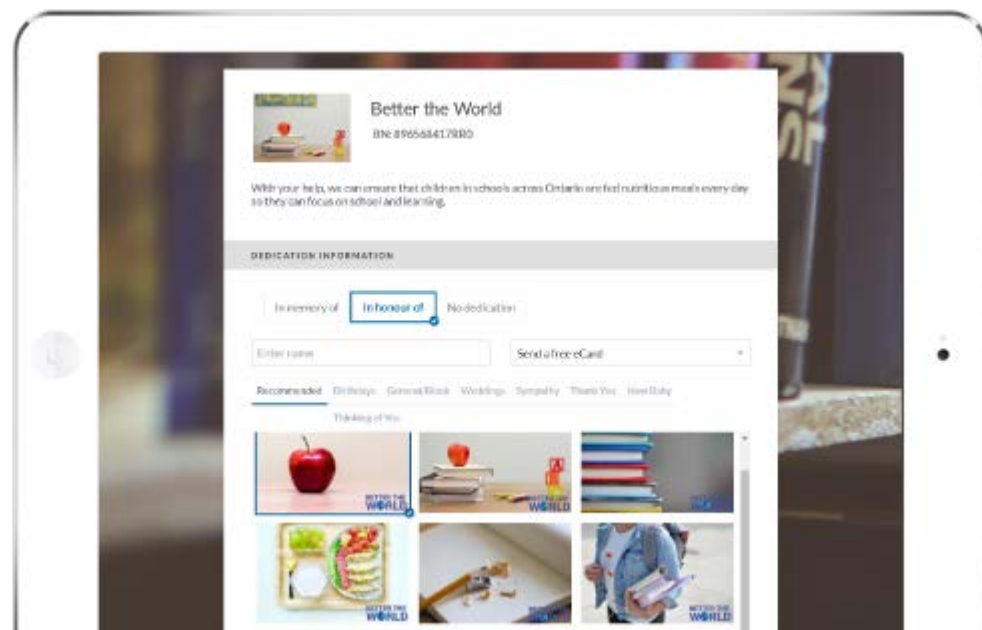 Better the World
BN: 896568417RR0
With your help, we can ensure that children in schools across Ontario are fed nutritious meals every day
so they can focus on school and learning.
DEDICATION INFORMATION
In memory of In honour of No dedication
Enter name Send a free eCard
Recommended Birthdays General/Blank Weddings Sympathy Thank You New Baby
Thinking of You
BETTER THE WORLD
BETTER THE WORLD
BETTER THE WORLD
BETTER THE WORLD